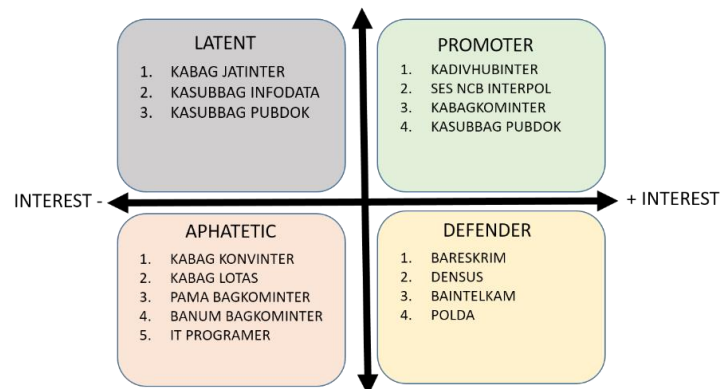 LATENT
1. KABAG JATINTER
2. KASUBBAG INFODATA
3. KASUBBAG PUBDOK
PROMOTER
1. KADIVHUBINTER
2. SES NCB INTERPOL
3. KABAGKOMINTER
4. KASUBBAG PUBDOK
INTEREST -
+ INTEREST
APHATETIC
1. KABAG KONVINTER
2. KABAG LOTAS
3. PAMA BAGKOMINTER
4. BANUM BAGKOMINTER
5. IT PROGRAMER
DEFENDER
1. BARESKRIM
2. DENSUS
3. BAINTELKAM
4. POLDA